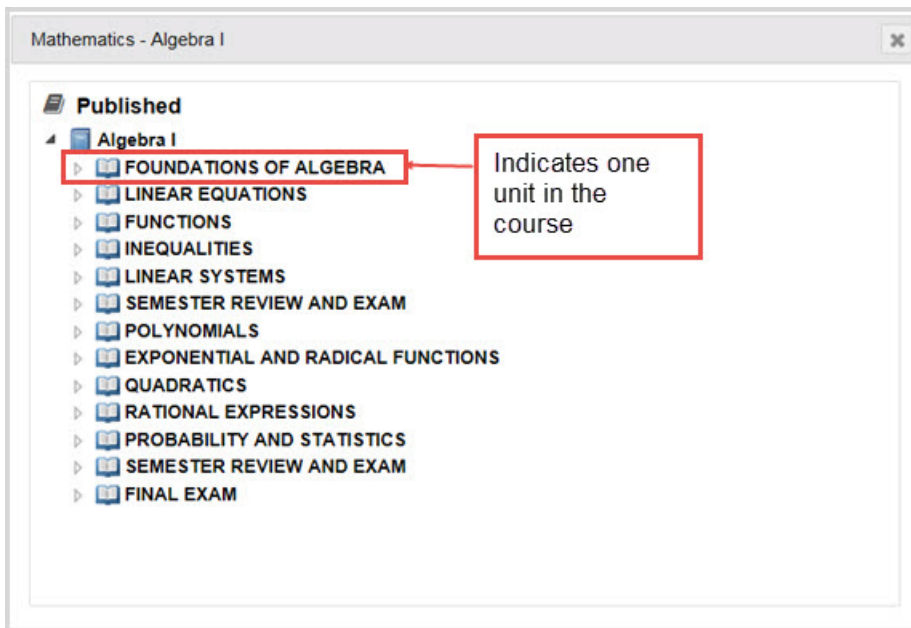 Mathematics - Algebra I
Published
Algebra I
FOUNDATIONS OF ALGEBRA
Indicates one
unit in the
course
LINEAR EQUATIONS
FUNCTIONS
INEQUALITIES
LINEAR SYSTEMS
SEMESTER REVIEW AND EXAM
POLYNOMIALS
EXPONENTIAL AND RADICAL FUNCTIONS
QUADRATICS
RATIONAL EXPRESSIONS
PROBABILITY AND STATISTICS
SEMESTER REVIEW AND EXAM
FINAL EXAM